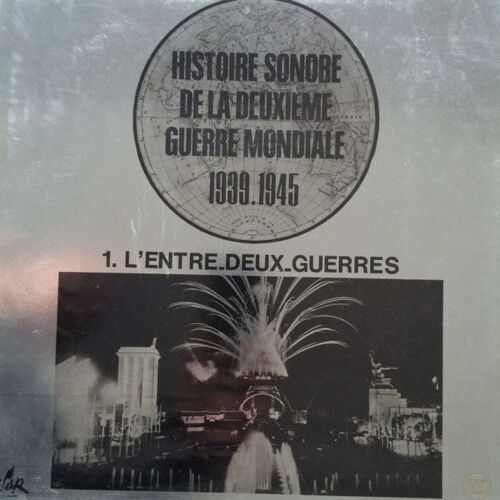 HISTOIRE SONORE
DE LA DEUXIEME
GUERRE MONDIALE
1939.1945
1. L'ENTRE-DEUX-GUERRES